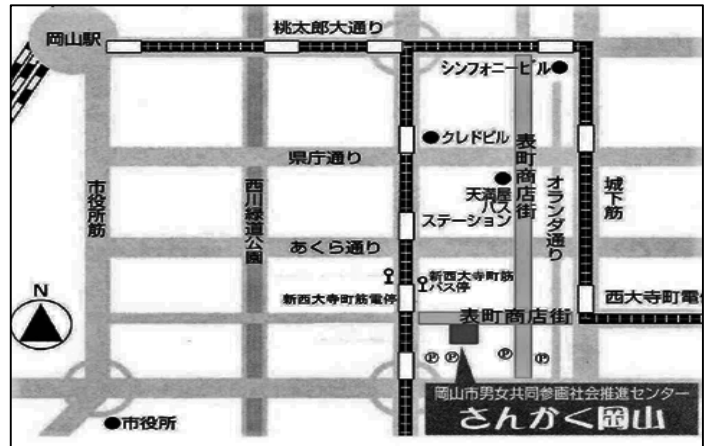 桃太郎大通り
岡山駅
シンフォニービル
クレドビル
県庁通り
表町商店街
天満屋
バス
ステーション
オランダ通り
城下筋
市役所筋
西川緑道公園
あくら通り
新西大寺町筋
バス停
新西大寺町筋電停
西大寺町電停
表町商店街
N
P
P
P
P
岡山市男女共同参画社会推進センター
さんかく岡山
市役所